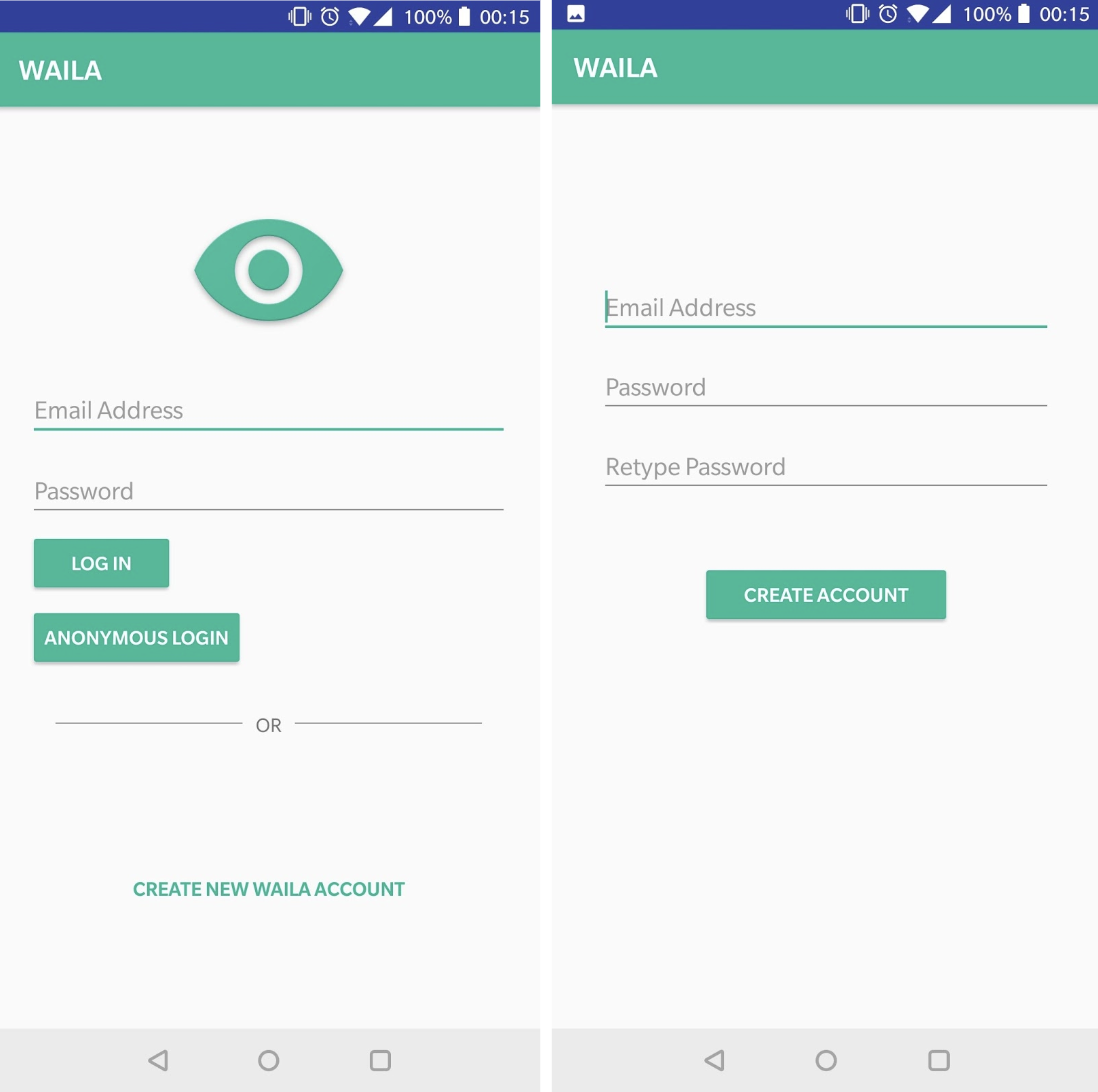 100% 00:15
WAILA
Email Address
Password
LOG IN
ANONYMOUS LOGIN
OR
CREATE NEW WAILA ACCOUNT
100% 00:15
WAILA
Email Address
Password
Retype Password
CREATE ACCOUNT